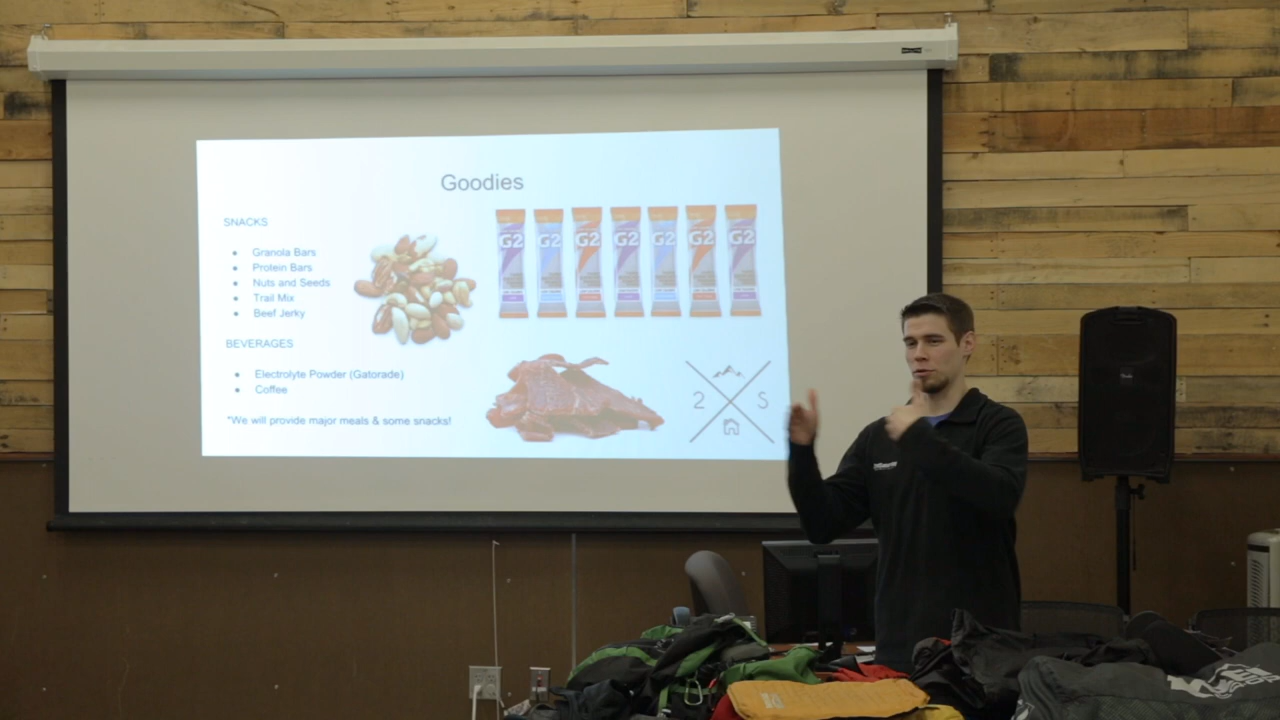 Goodies
SNACKS
● Granola Bars
● Protein Bars
● Nuts and Seeds
● Trail Mix
● Beef Jerky
BEVERAGES
● Electrolyte Powder (Gatorade)
● Coffee
*We will provide major meals & some snacks!
G2 G2 G2 G2 G2 G2 G2
2 S